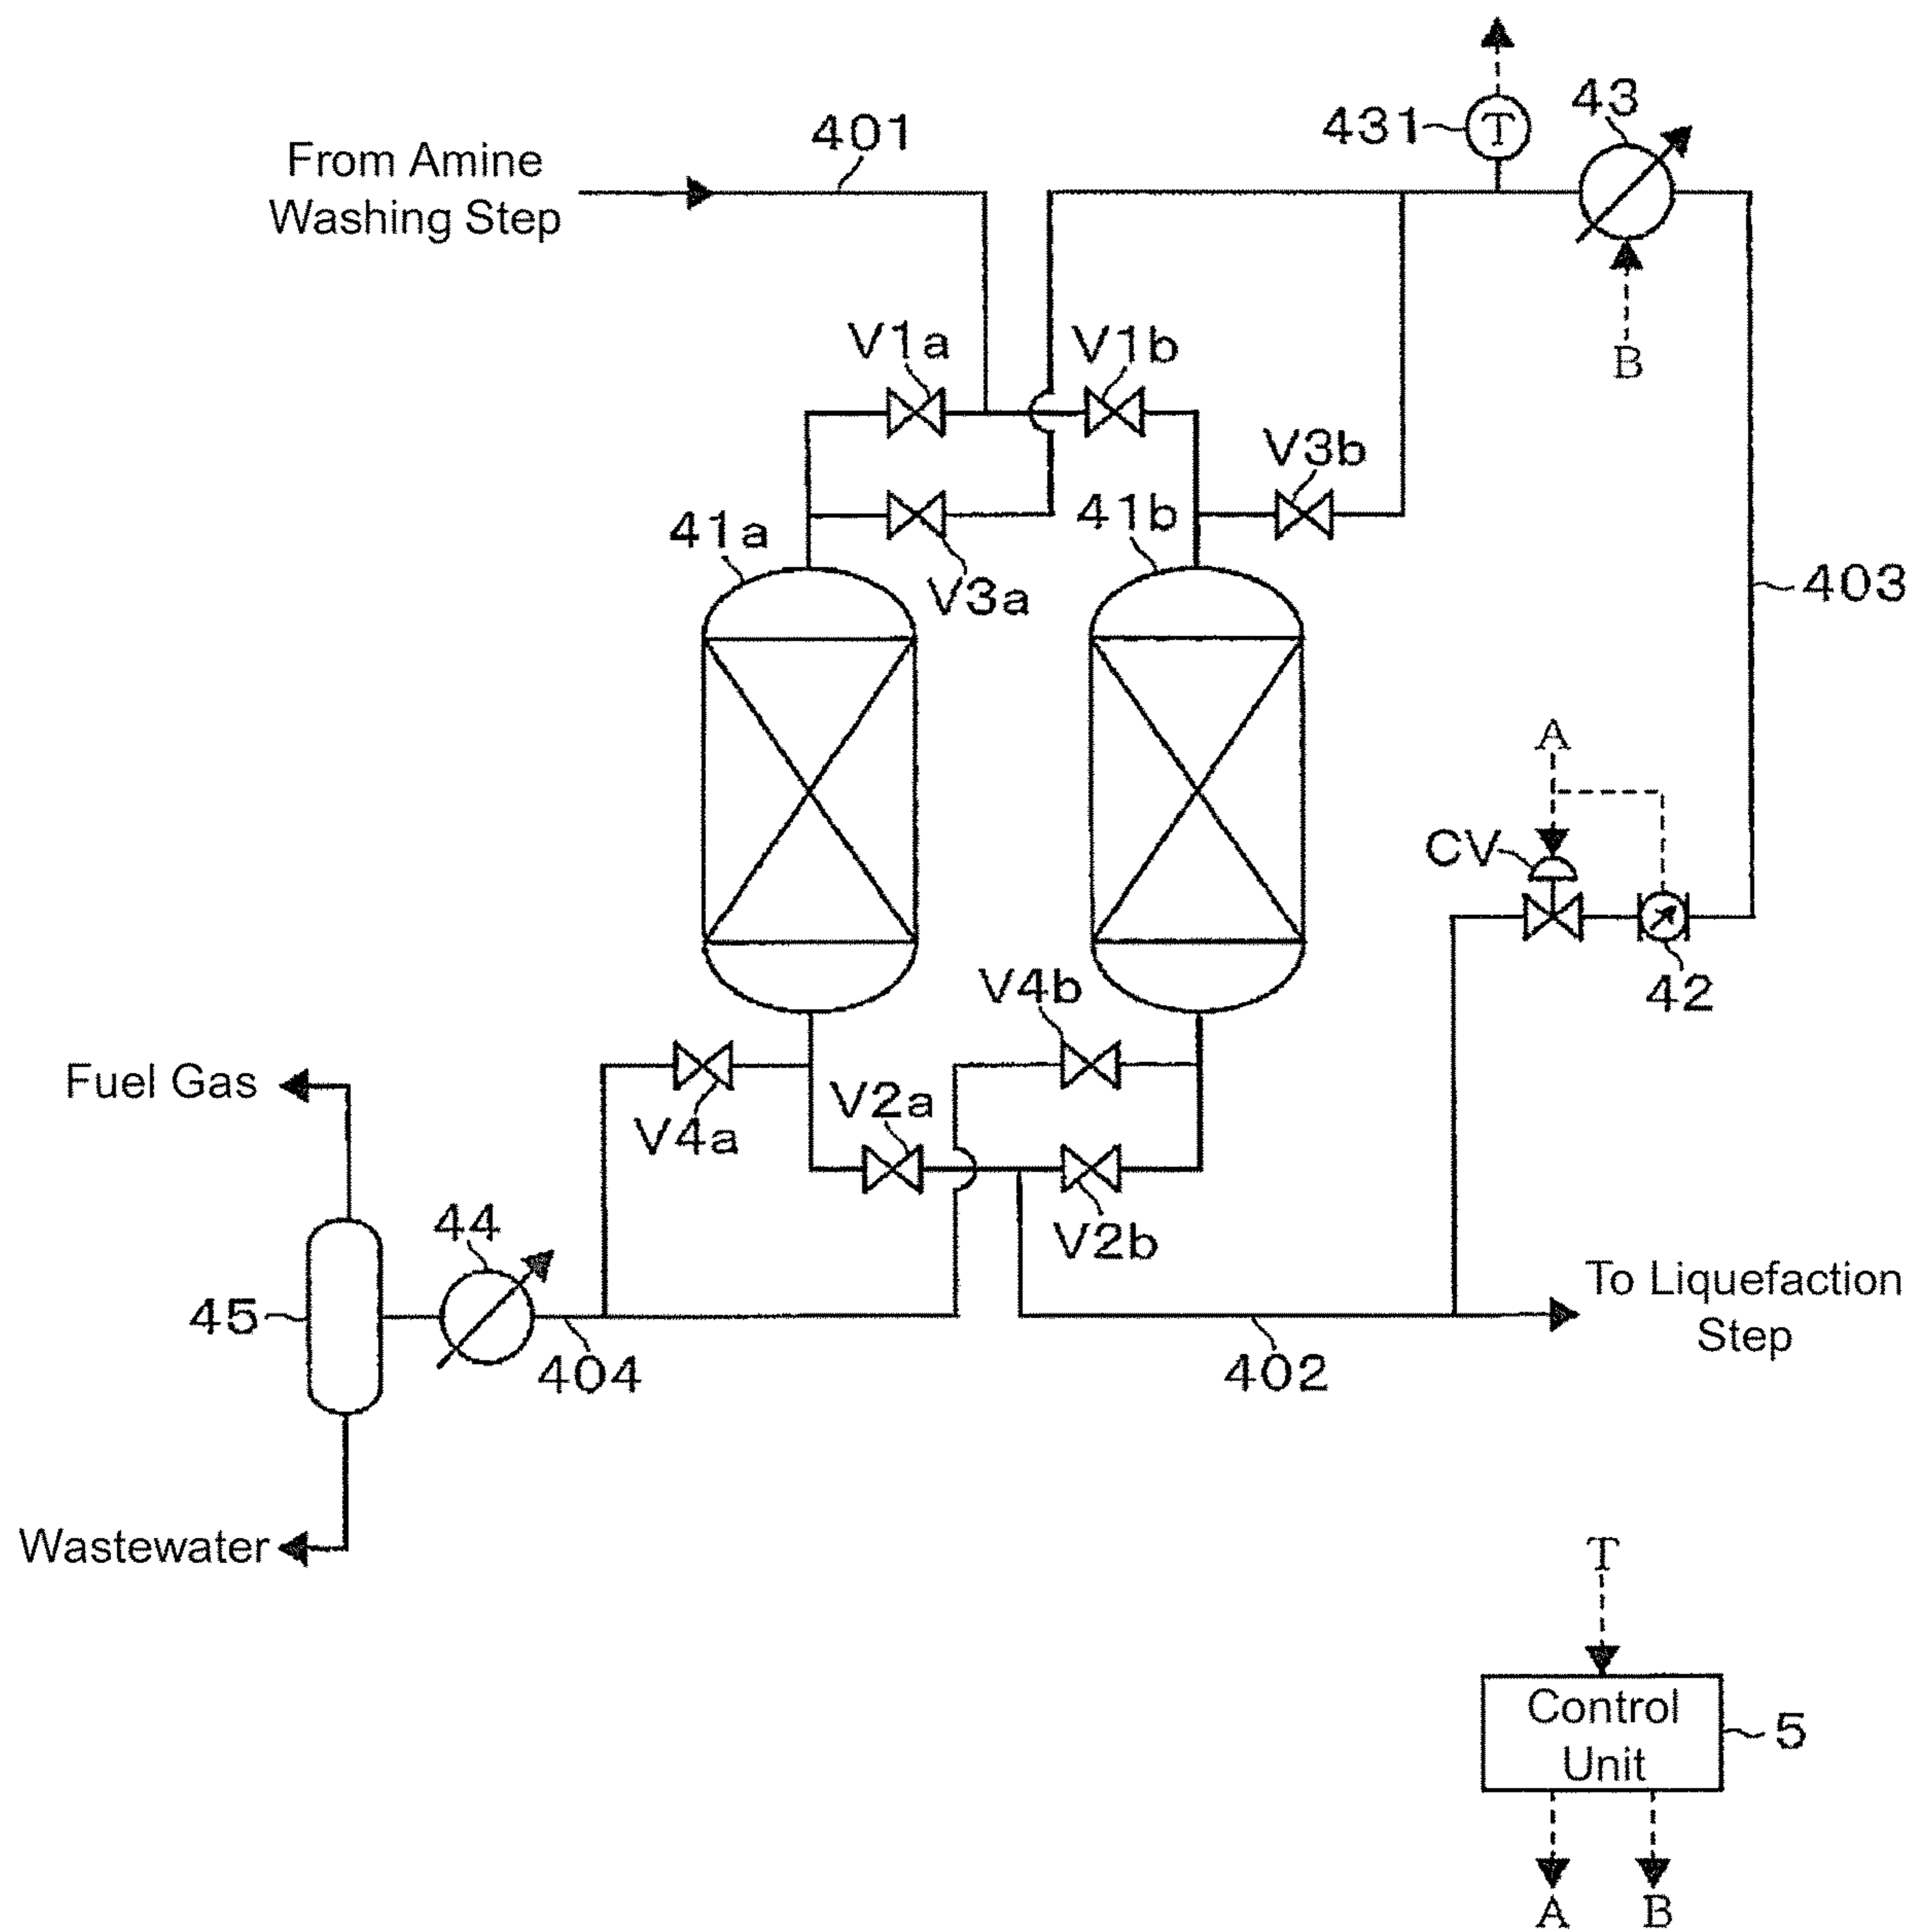 431
T
43
401
From Amine
Washing Step
V1a
V1b
B
V3b
41a
41b
V3a
403
A
CV
V4b
42
Fuel Gas
V2a
V4a
44
V2b
To Liquefaction
Step
45
404
402
Wastewater
T
Control
Unit
5
A
B